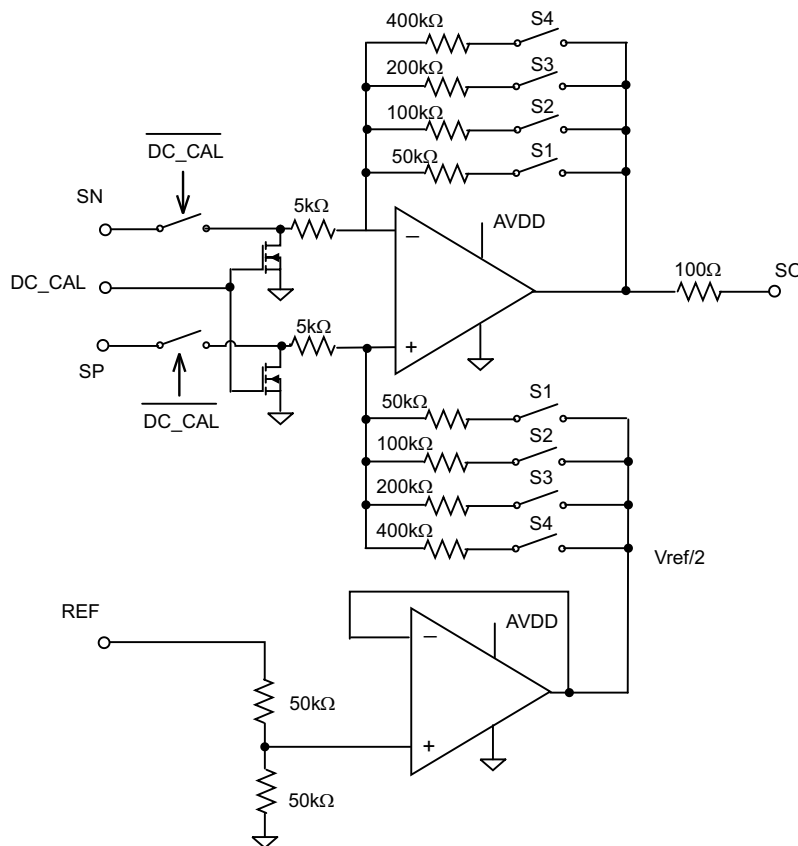 400kΩ
S4
200kΩ
S3
100kΩ
S2
50kΩ
S1
DC_CAL
SN
5kΩ
AVDD
−
DC_CAL
100Ω
SO
5kΩ
+
SP
DC_CAL
50kΩ
S1
100kΩ
S2
200kΩ
S3
400kΩ
S4
Vref/2
REF
AVDD
−
50kΩ
+
50kΩ